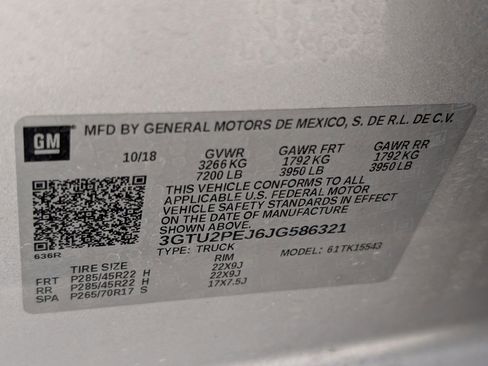 GM
MFD BY GENERAL MOTORS DE MEXICO, S. DE R.L. DE C.V.
10/18 GVWR GAWR FRT GAWR RR
3266 KG 1792 KG 1792 KG
7200 LB 3950 LB 3950 LB
THIS VEHICLE CONFORMS TO ALL
APPLICABLE U.S. FEDERAL MOTOR
VEHICLE SAFETY STANDARDS IN EFFECT
ON THE DATE OF MANUFACTURE
3GTU2PEJ6JG586321
TYPE: TRUCK MODEL: 61TK15543
636R
TIRE SIZE RIM
FRT P285/45R22 H 22X9J
RR P285/45R22 H 22X9J
SPA P265/70R17 S 17X7.5J